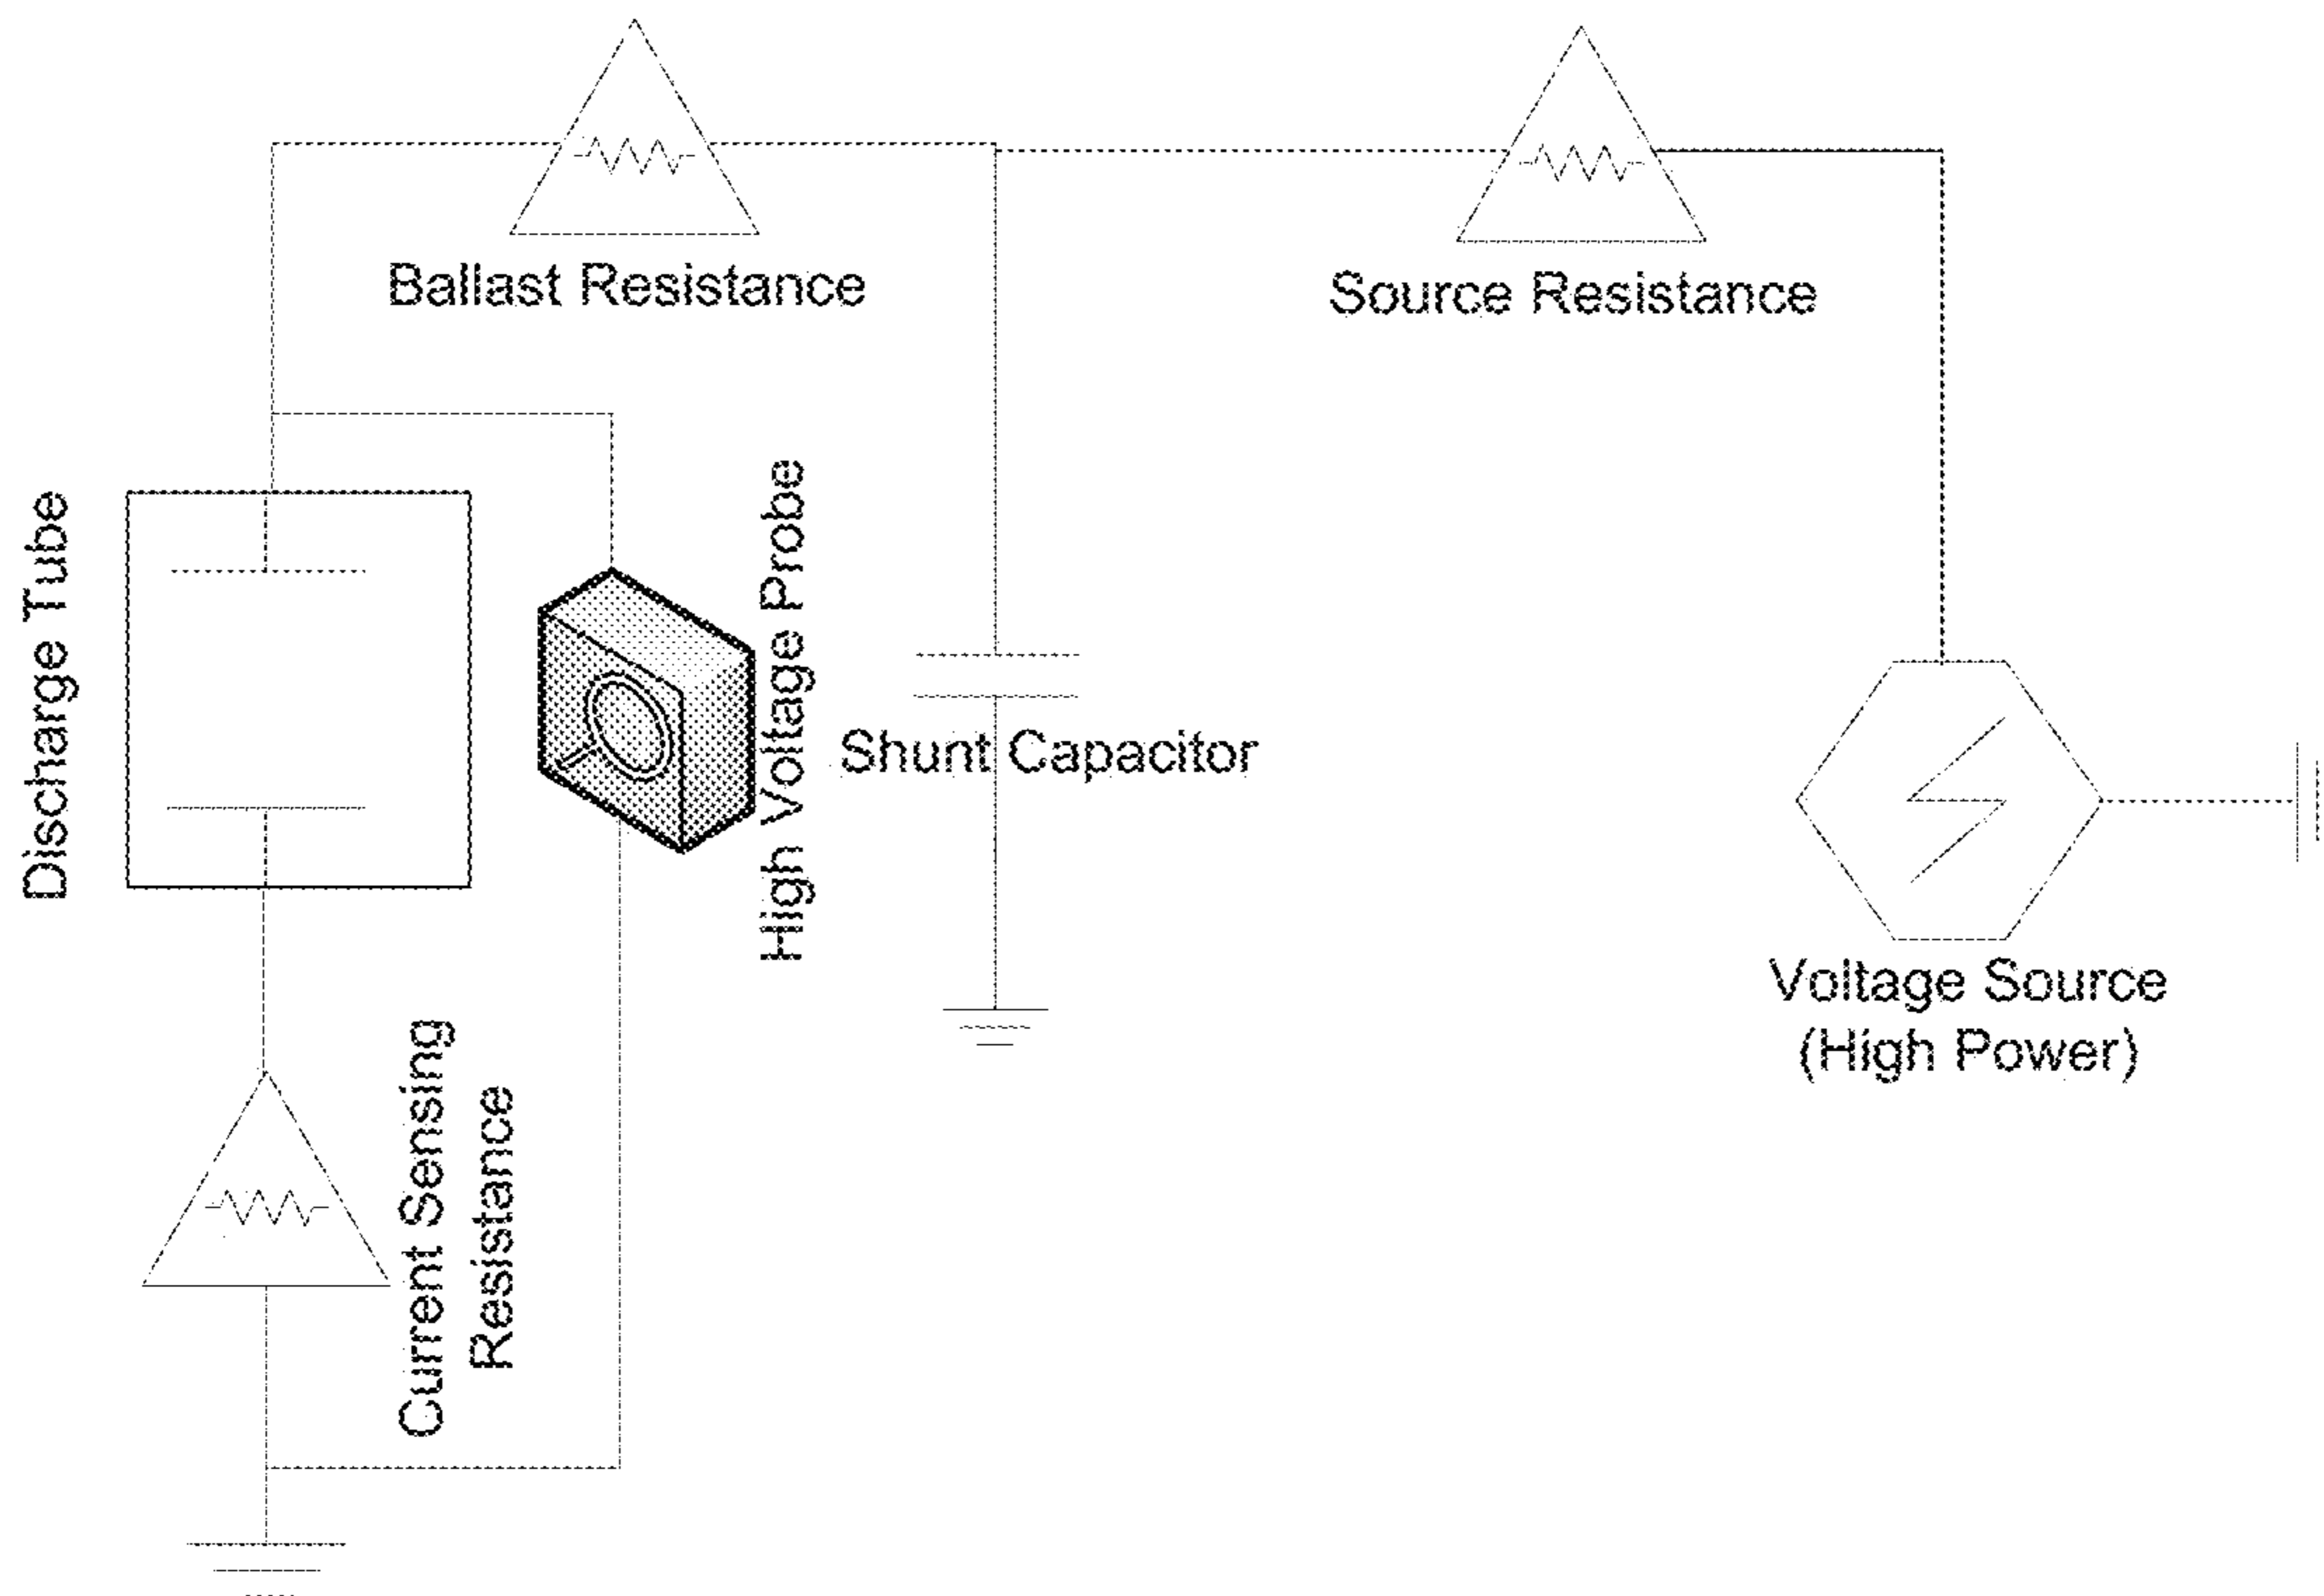 Ballast Resistance
Source Resistance
Discharge Tube
High Voltage Probe
Shunt Capacitor
Voltage Source
(High Power)
Current Sensing
Resistance